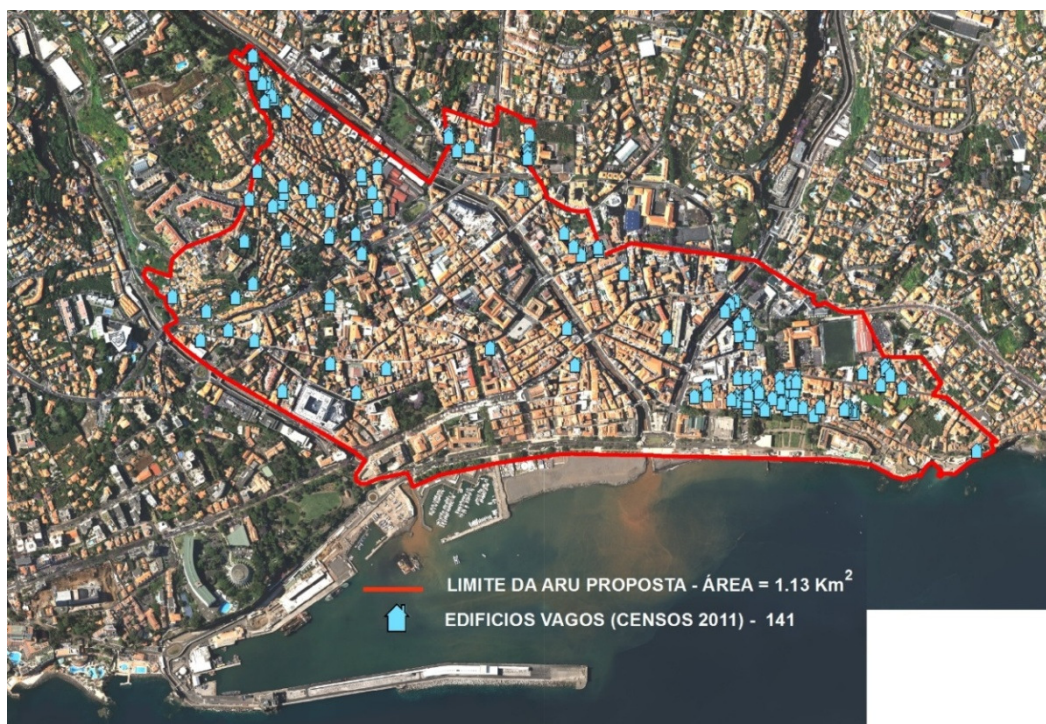 LIMITE DA ARU PROPOSTA - ÁREA = 1.13 Km²
EDIFICIOS VAGOS (CENSOS 2011) - 141